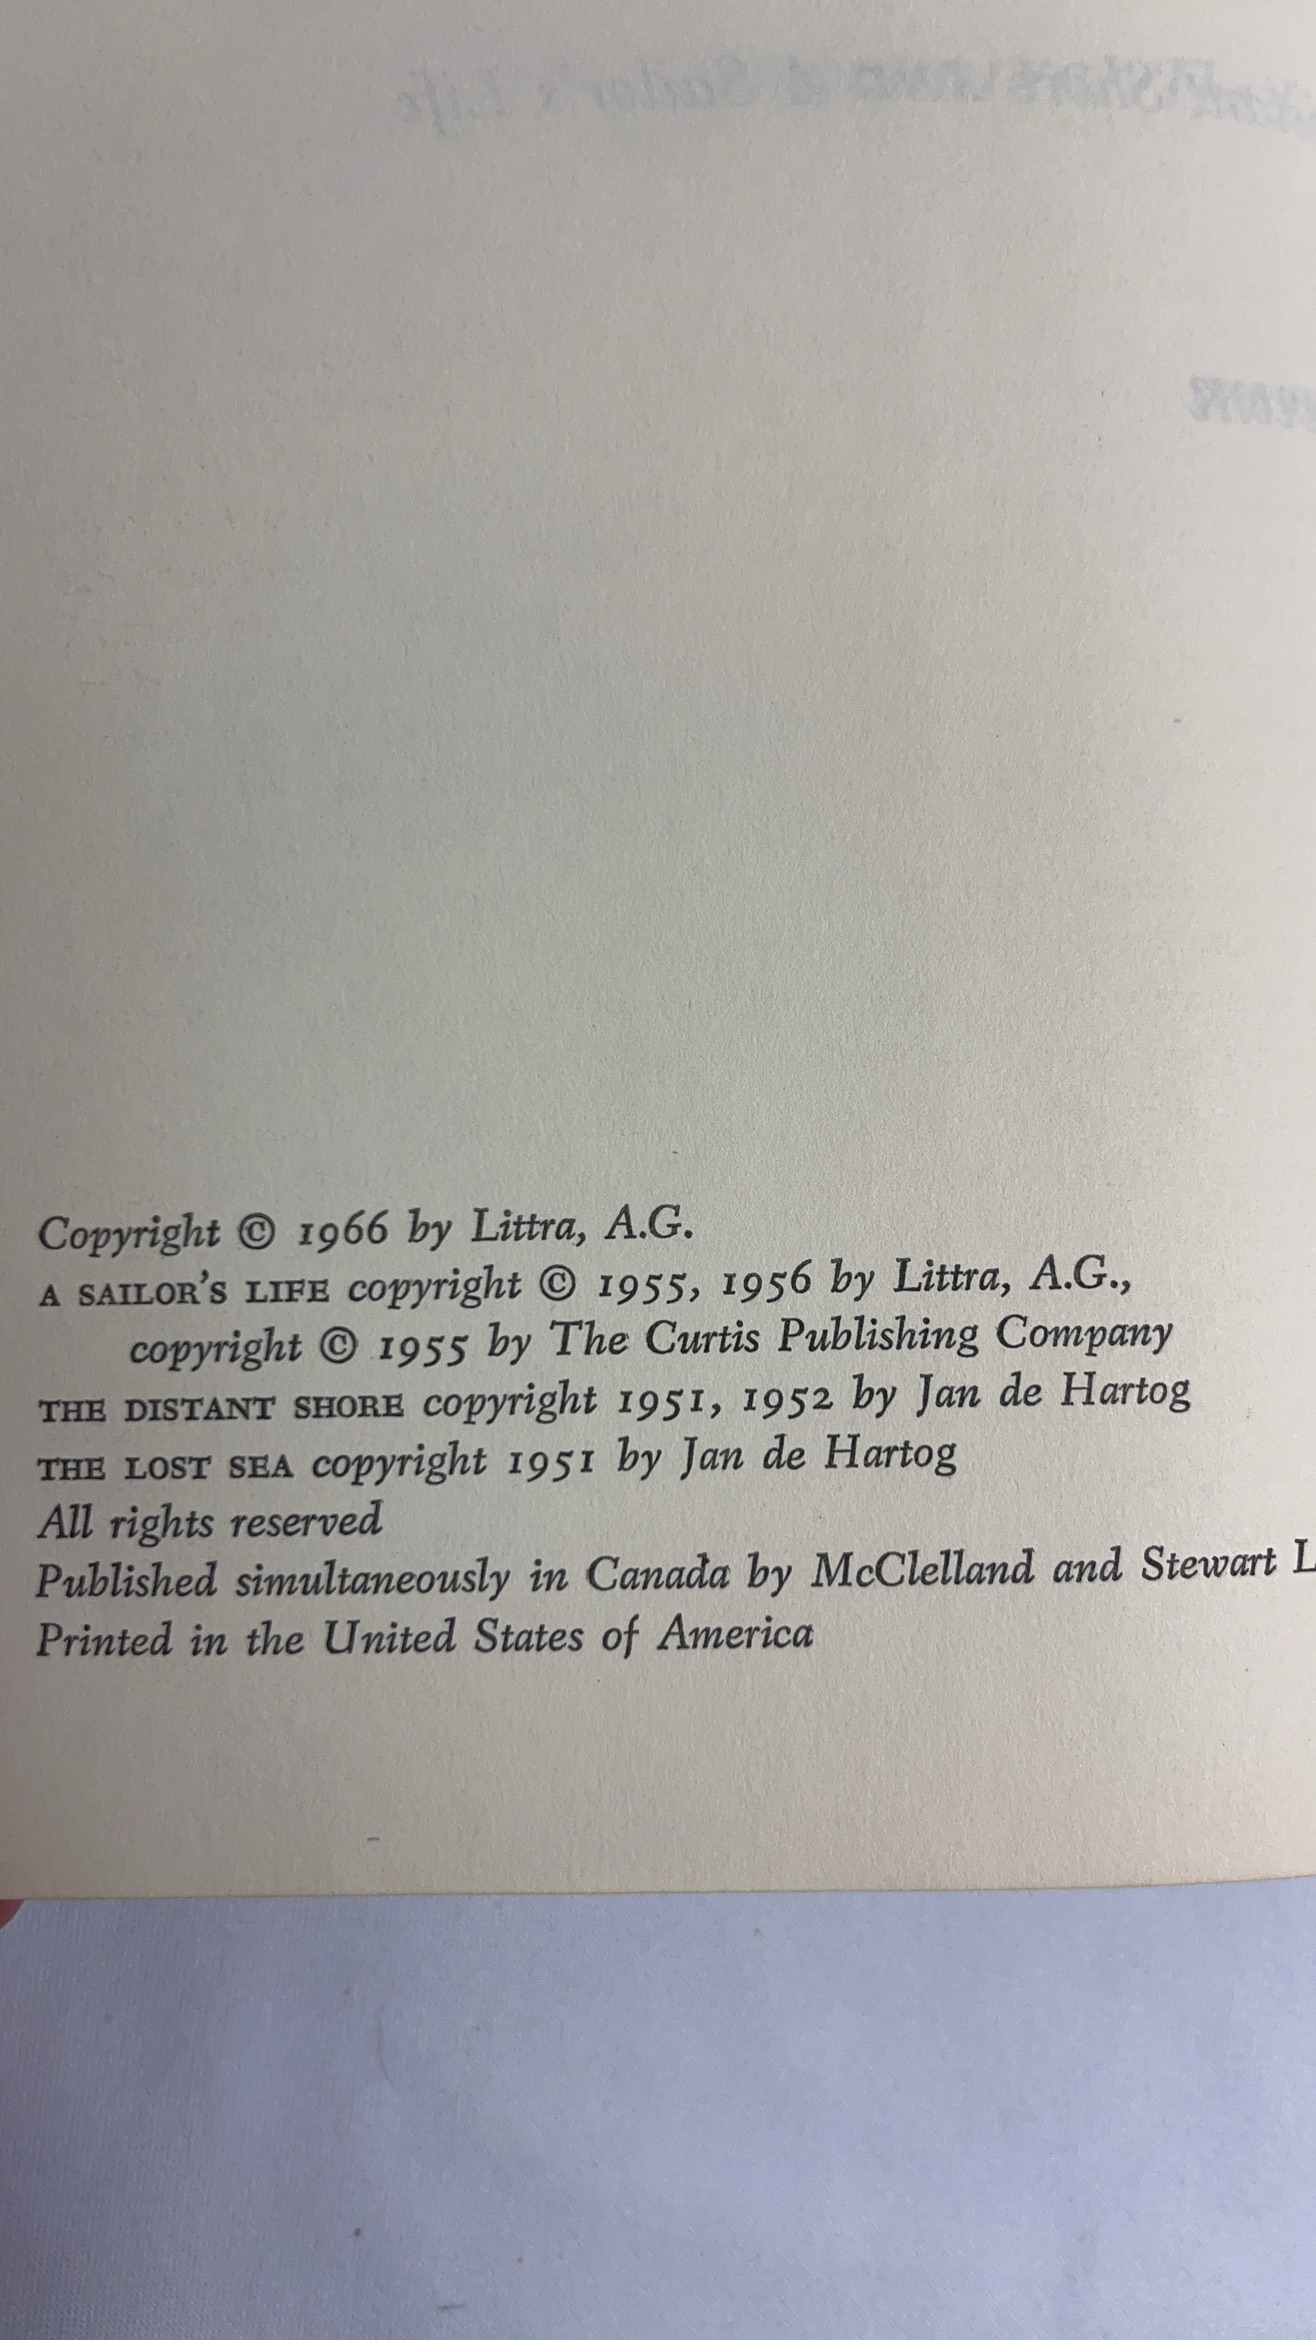 Copyright © 1966 by Littra, A.G.
A SAILOR'S LIFE copyright © 1955, 1956 by Littra, A.G.,
copyright © 1955 by The Curtis Publishing Company
THE DISTANT SHORE copyright 1951, 1952 by Jan de Hartog
THE LOST SEA copyright 1951 by Jan de Hartog
All rights reserved
Published simultaneously in Canada by McClelland and Stewart L
Printed in the United States of America